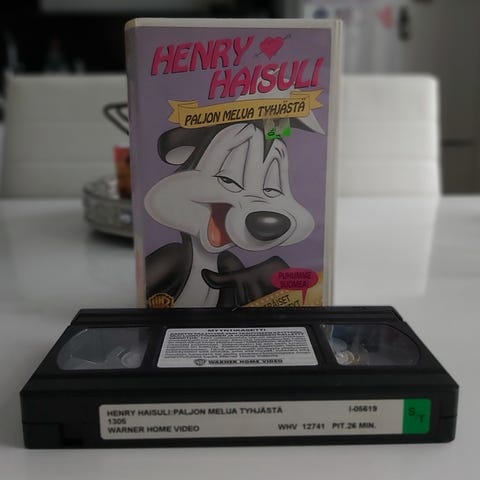 HENRY
HAISULI
PALJON MELUA TYHJÄSTÄ
PUHUMME
SUOMEA!
WB
MYYNTIKASETTI
WARNER HOME VIDEO
HENRY HAISULI:PALJON MELUA TYHJÄSTÄ I-05619
1305
WARNER HOME VIDEO WHV 12741 PIT.26 MIN.
S/T